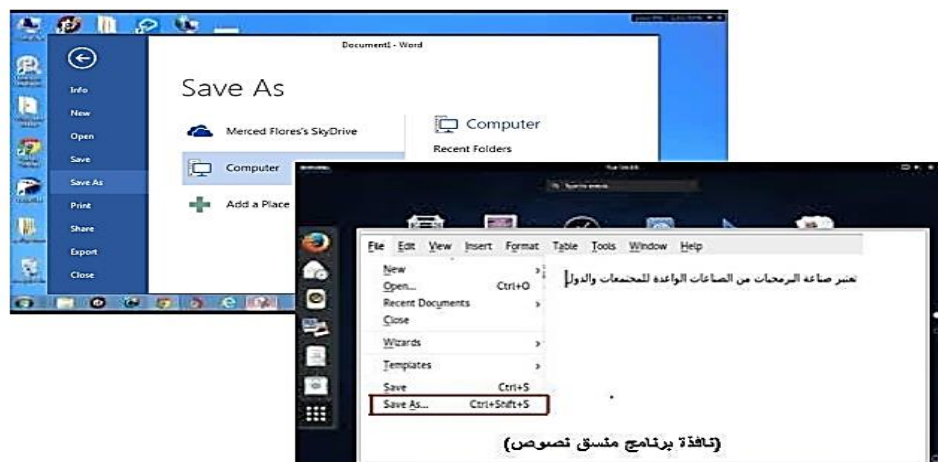 Document1 - Word
Info
New
Open
Save
Save As
Print
Share
Export
Close
Save As
Merced Flores's SkyDrive
Computer
Add a Place
Computer
Recent Folders
File Edit View Insert Format Table Tools Window Help
New
Open... Ctrl+O
Recent Documents
Close
Wizards
Templates
Save Ctrl+S
Save As... Ctrl+Shift+S
تعتبر صناعة البرمجيات من الصناعات الواعدة للمجتمعات والدول
(نافذة برنامج منسق نصوص)